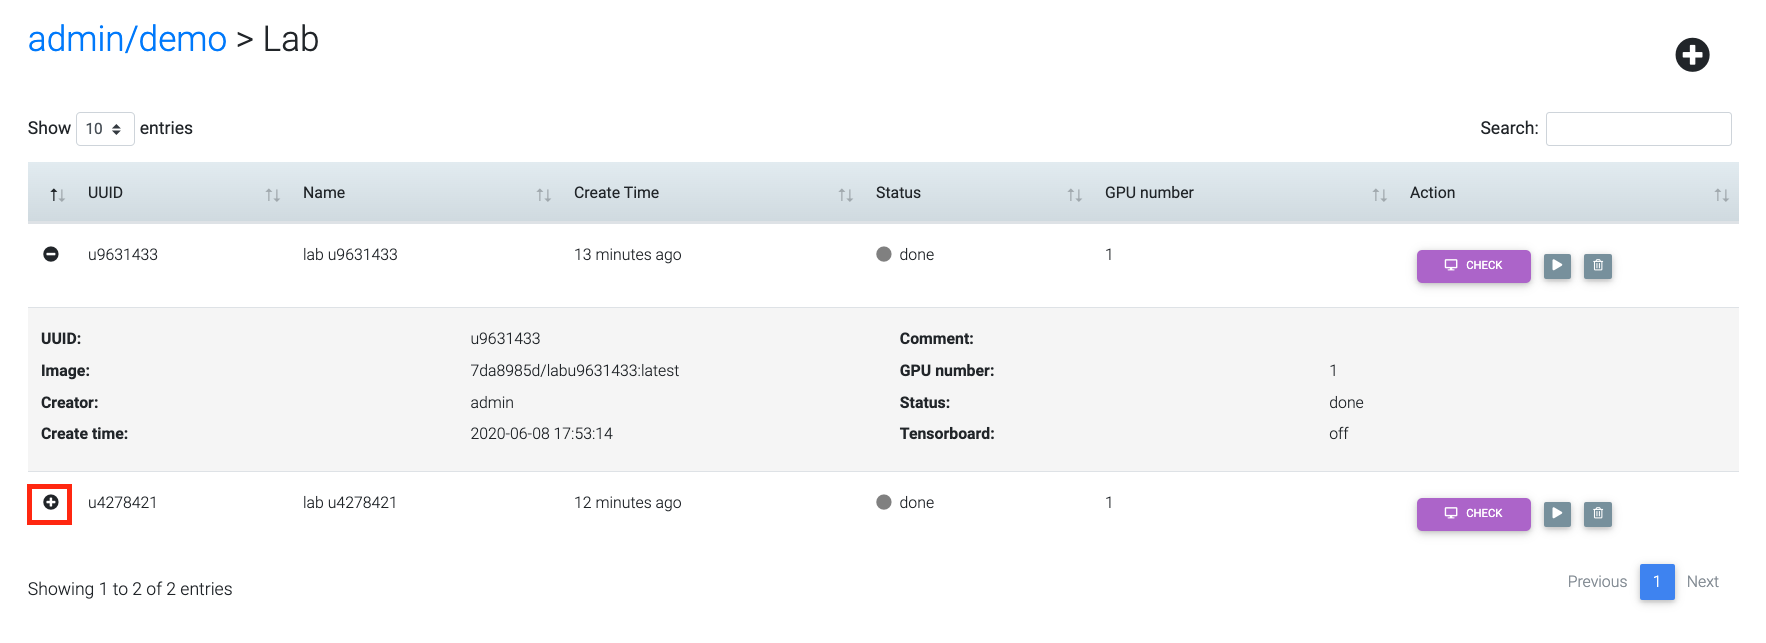 admin/demo > Lab
Show 10 entries
Search:
UUID Name Create Time Status GPU number Action
u9631433 lab u9631433 13 minutes ago done 1 CHECK
UUID: u9631433 Comment:
Image: 7da8985d/labu9631433:latest GPU number: 1
Creator: admin Status: done
Create time: 2020-06-08 17:53:14 Tensorboard: off
u4278421 lab u4278421 12 minutes ago done 1 CHECK
Showing 1 to 2 of 2 entries
Previous 1 Next